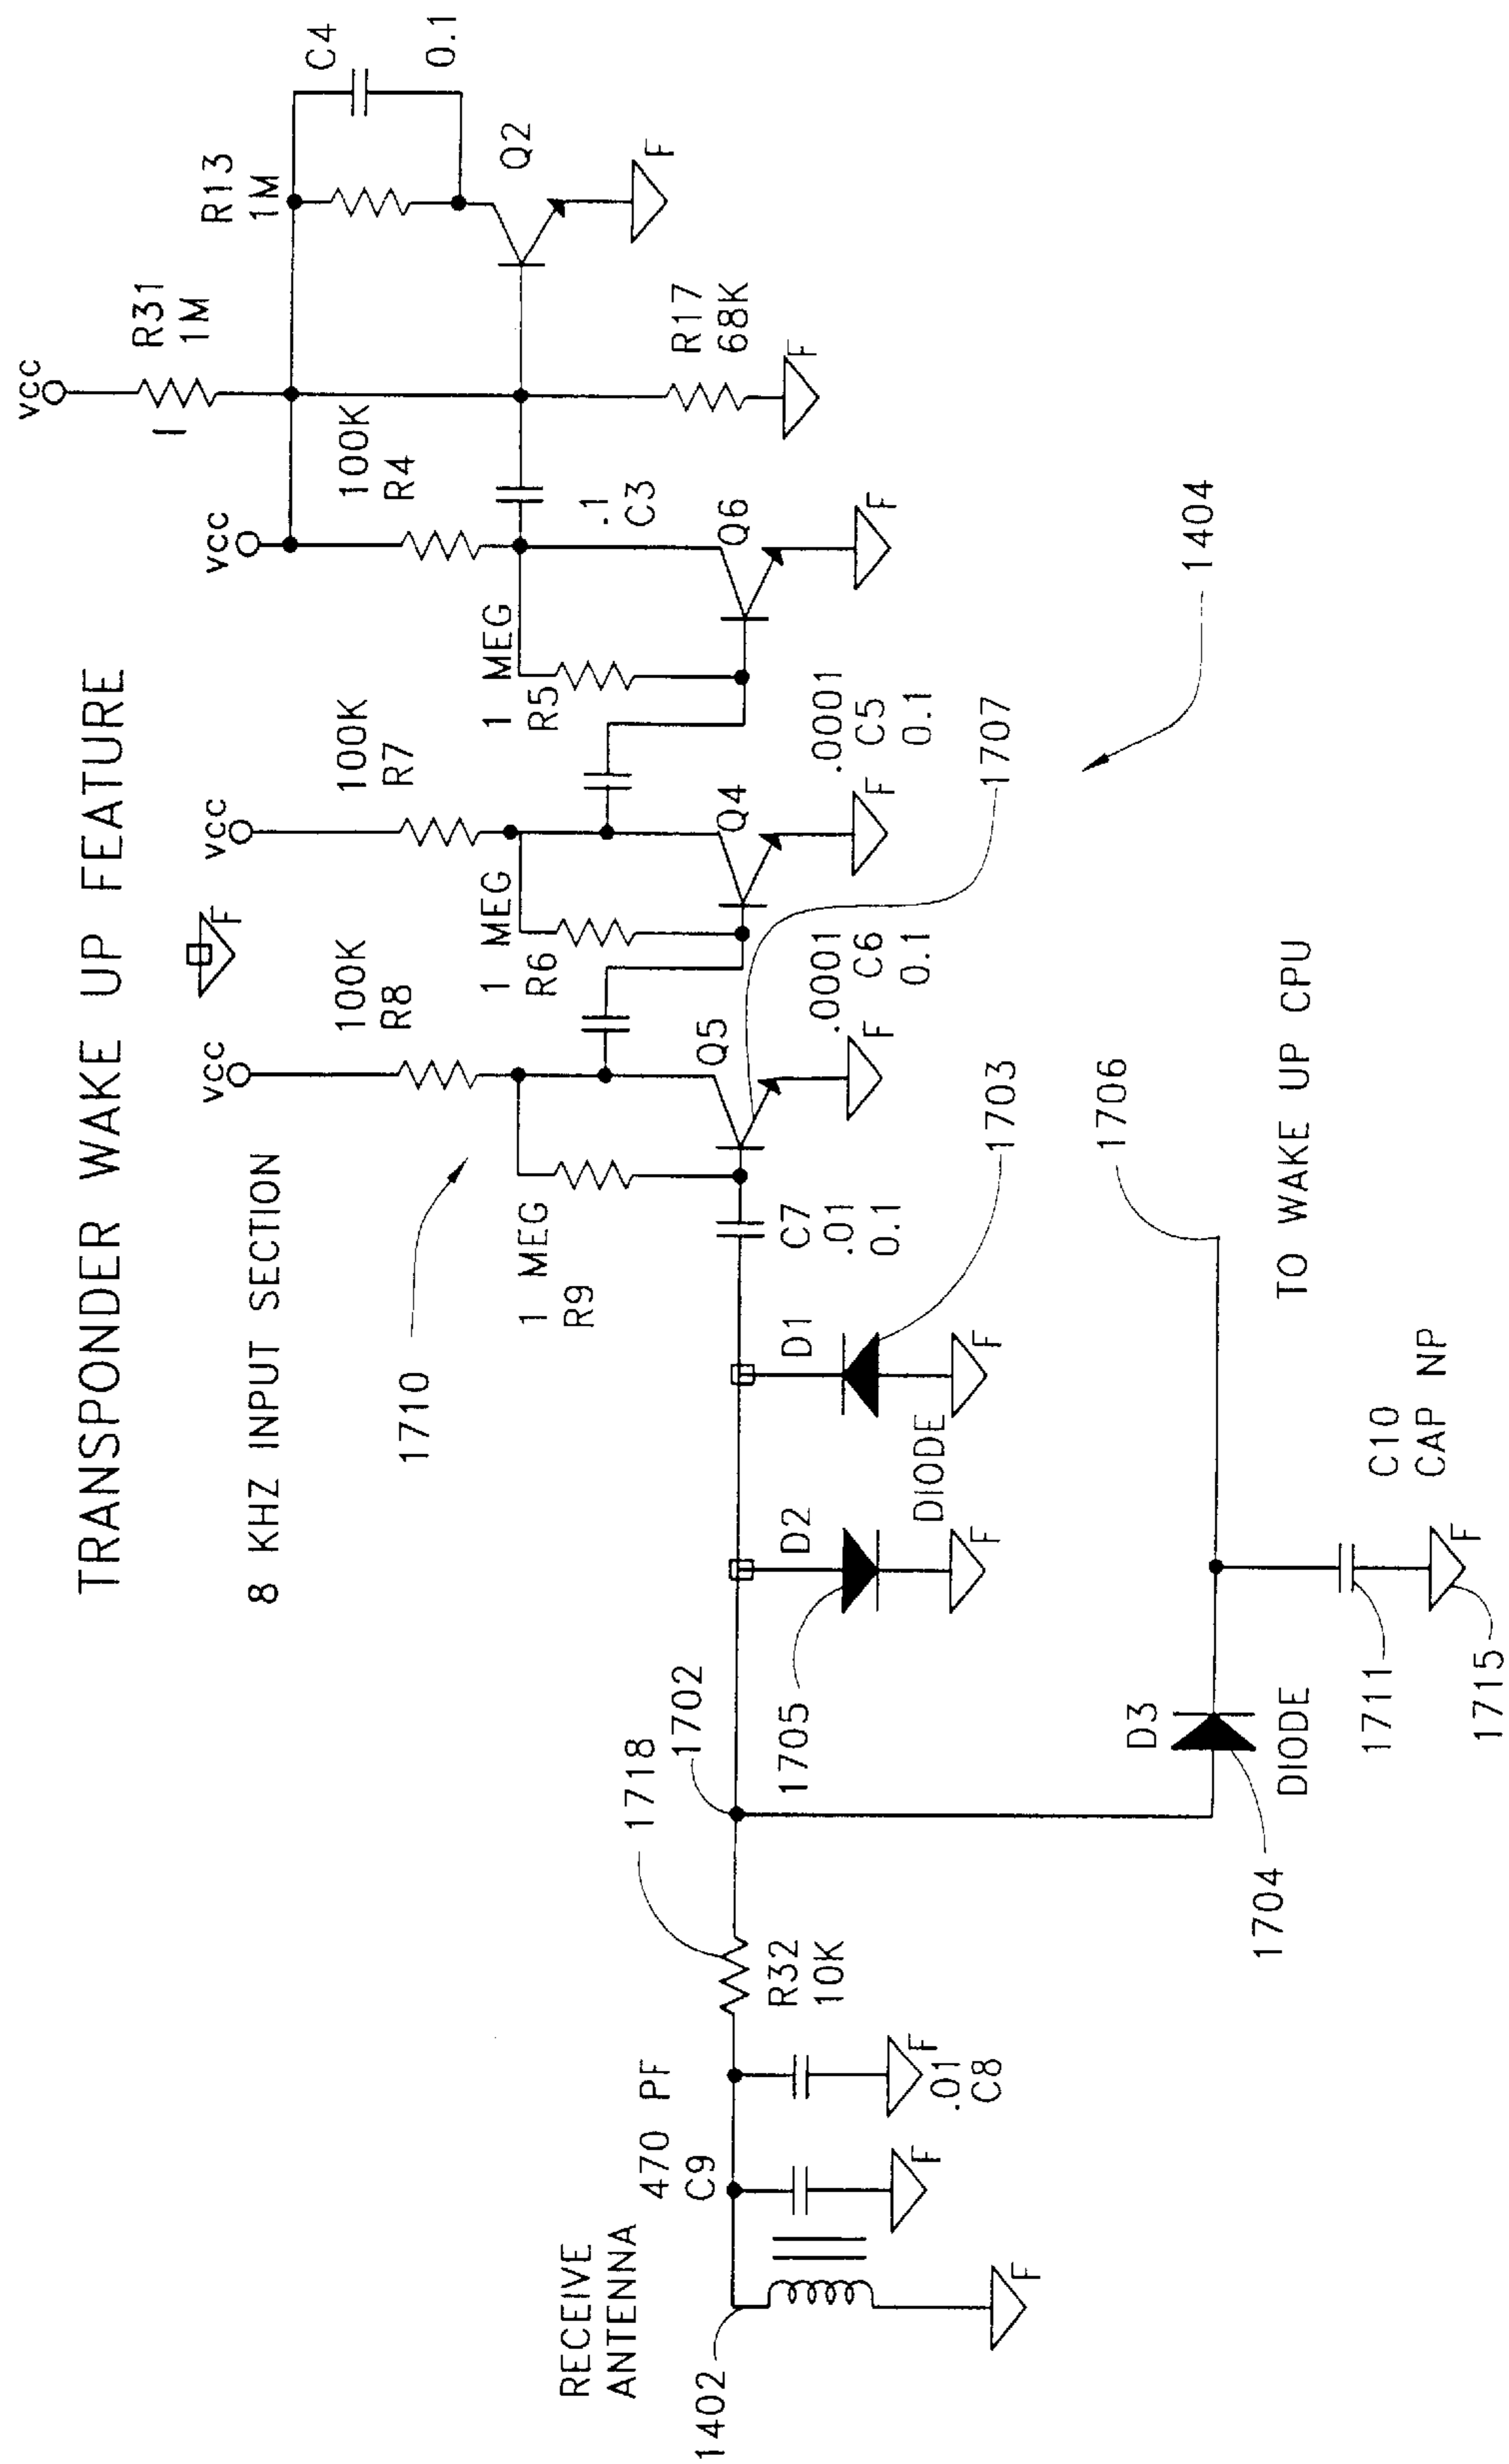 TRANSPONDER WAKE UP FEATURE
8 KHZ INPUT SECTION
1710
F
VCC
100K
R8
1 MEG
R9
Q5
F
.0001
C6
0.1
VCC
100K
R7
1 MEG
R6
Q4
F
.0001
C5
0.1
VCC
100K
R4
1 MEG
R5
Q6
F
.1
C3
VCC
R31
1M
R17
68K
F
R13
1M
C4
0.1
Q2
F
1404
1707
RECEIVE
ANTENNA
1402
F
470 PF
C9
F
F
.01
C8
R32
10K
1718
1702
1705
D2
F
DIODE
D1
F
1703
C7
.01
0.1
D3
DIODE
1704
1706
TO WAKE UP CPU
C10
CAP NP
1711
F
1715